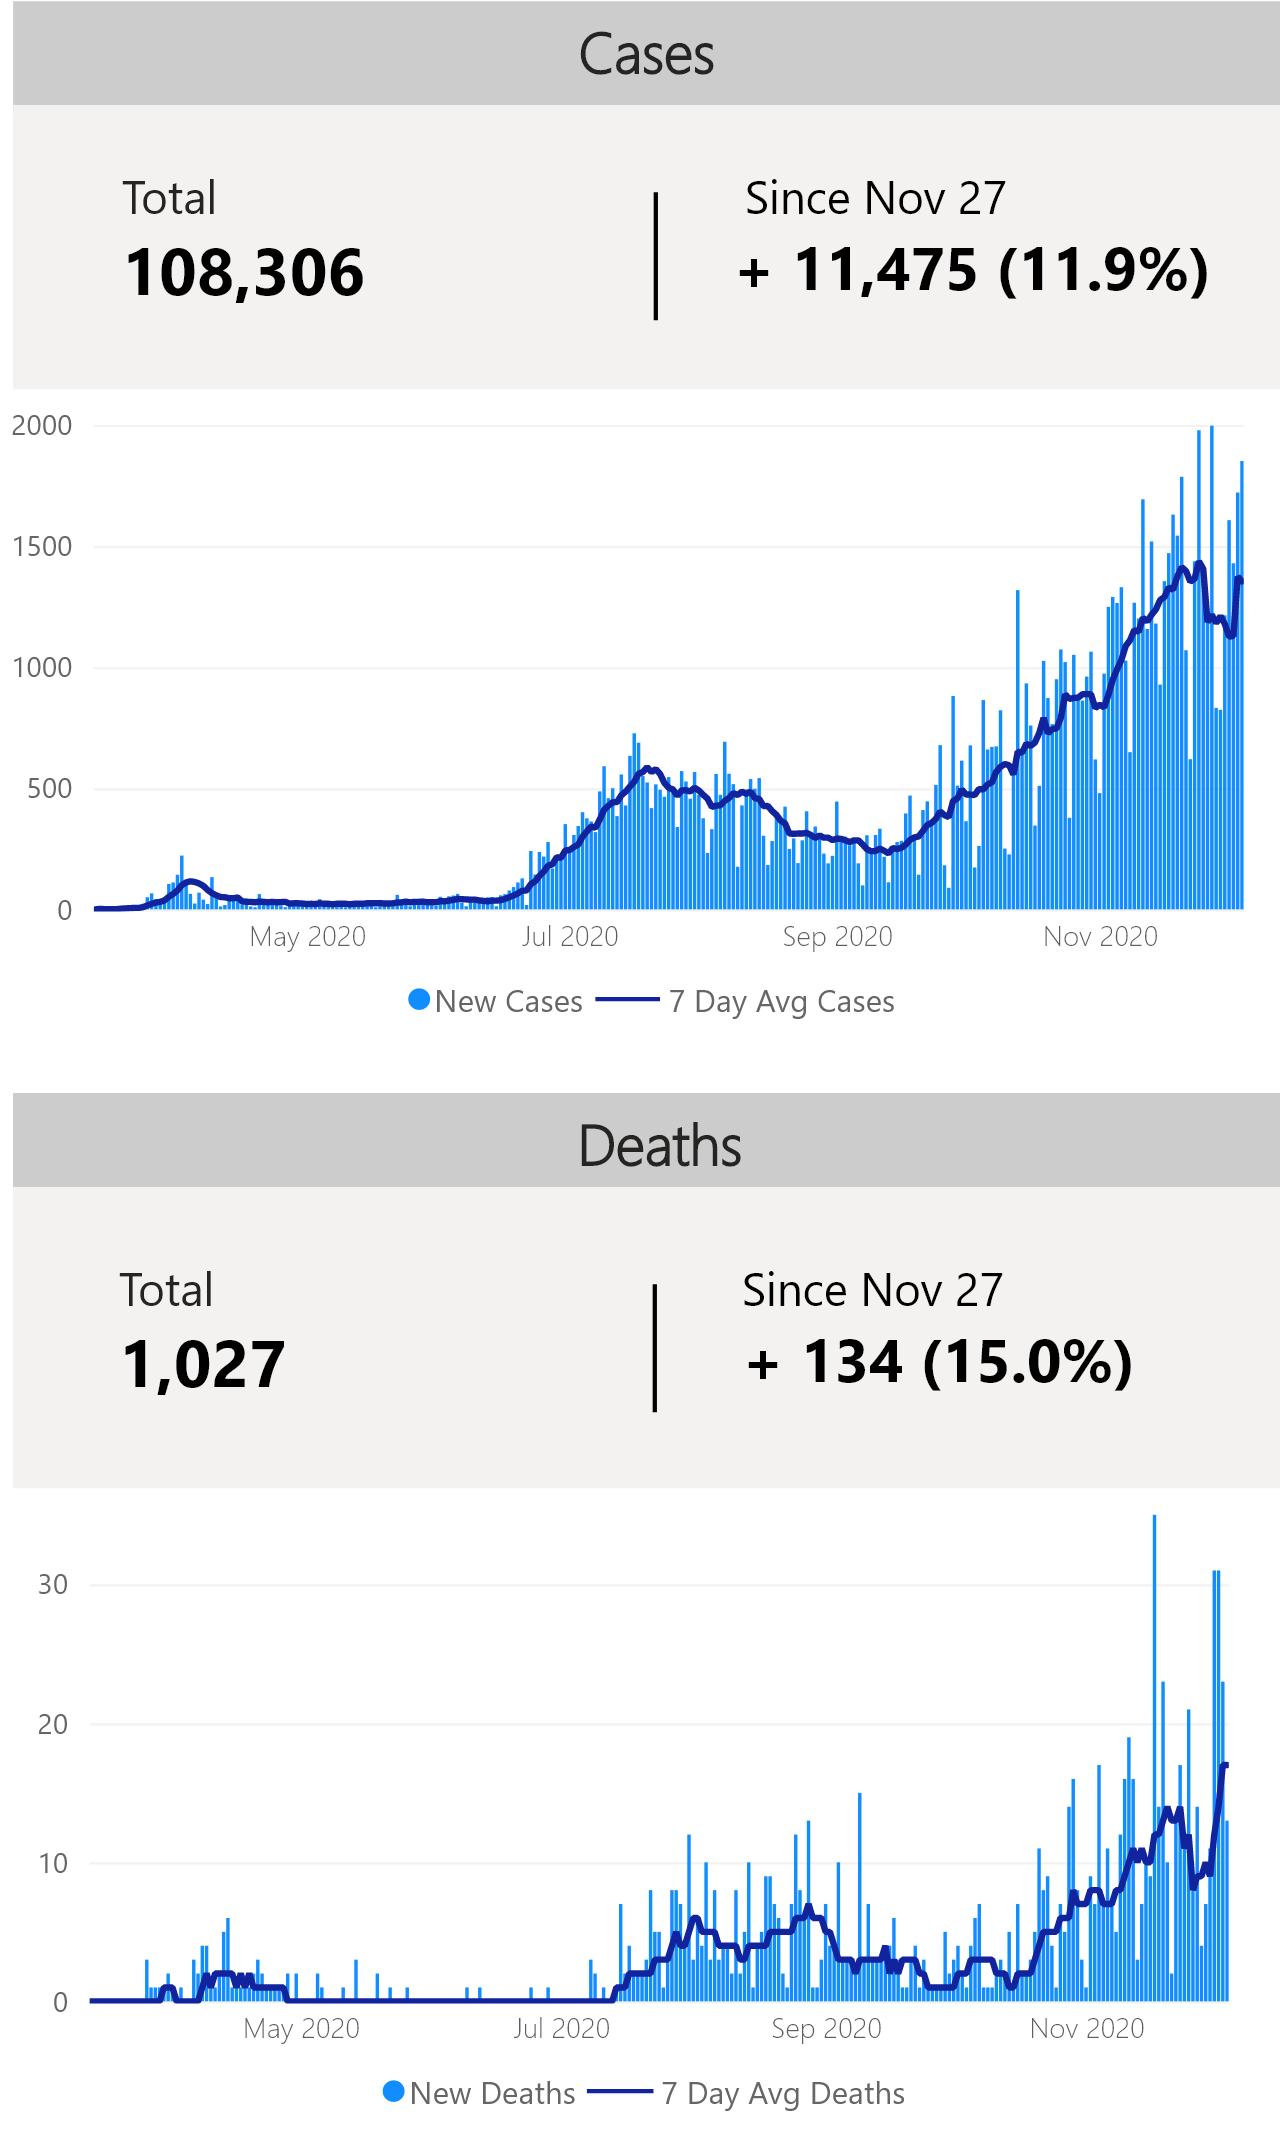 Cases
Total
Since Nov 27
108,306
+ 11,475 (11.9%)
2000
1500
1000
500
0
May 2020
Jul 2020
Sep 2020
Nov 2020
New Cases
7 Day Avg Cases
Deaths
Total
Since Nov 27
1,027
+ 134 (15.0%)
30
20
10
0
May 2020
Jul 2020
Sep 2020
Nov 2020
New Deaths
7 Day Avg Deaths